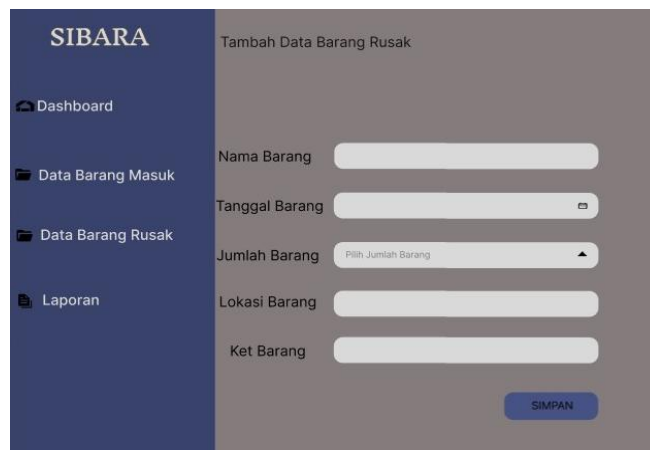 SIBARA
Dashboard
Data Barang Masuk
Data Barang Rusak
Laporan
Tambah Data Barang Rusak
Nama Barang
Tanggal Barang
Jumlah Barang
Pilih Jumlah Barang
Lokasi Barang
Ket Barang
SIMPAN